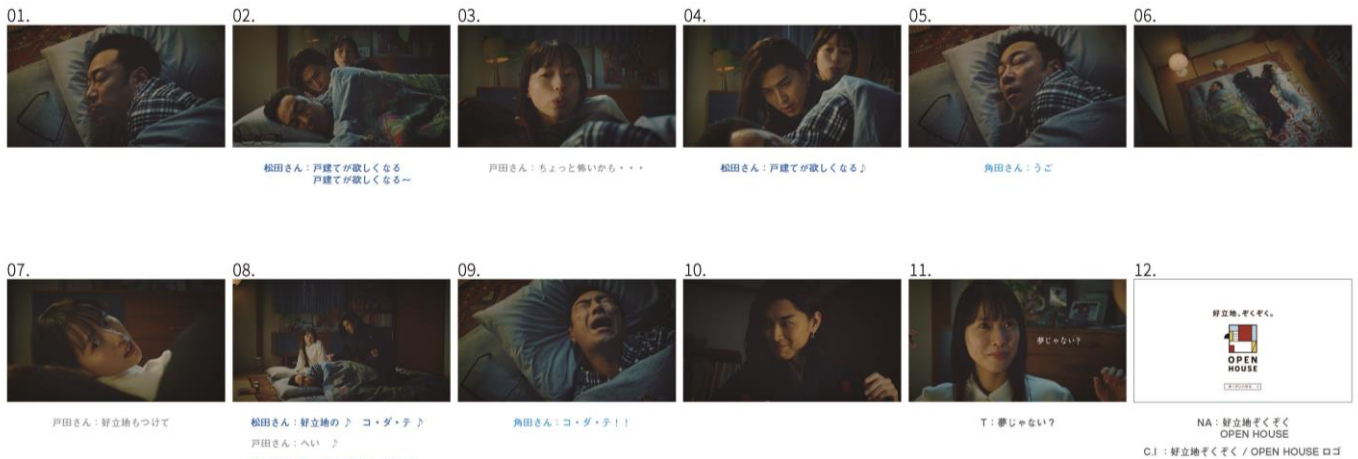 01.
02.
03.
04.
05.
06.
松田さん：戸建てが欲しくなる
戸建てが欲しくなる〜
戸田さん：ちょっと怖いかも・・・
松田さん：戸建てが欲しくなる♪
角田さん：うご
07.
08.
09.
10.
11.
12.
夢じゃない?
好立地、ぞくぞく。
OPEN
HOUSE
戸田さん：好立地もつけて
松田さん：好立地の ♪ コ・ダ・テ ♪
戸田さん：へい ♪
角田さん：コ・ダ・テ！！
T：夢じゃない？
NA：好立地ぞくぞく
OPEN HOUSE
C.I ：好立地ぞくぞく / OPEN HOUSE ロゴ